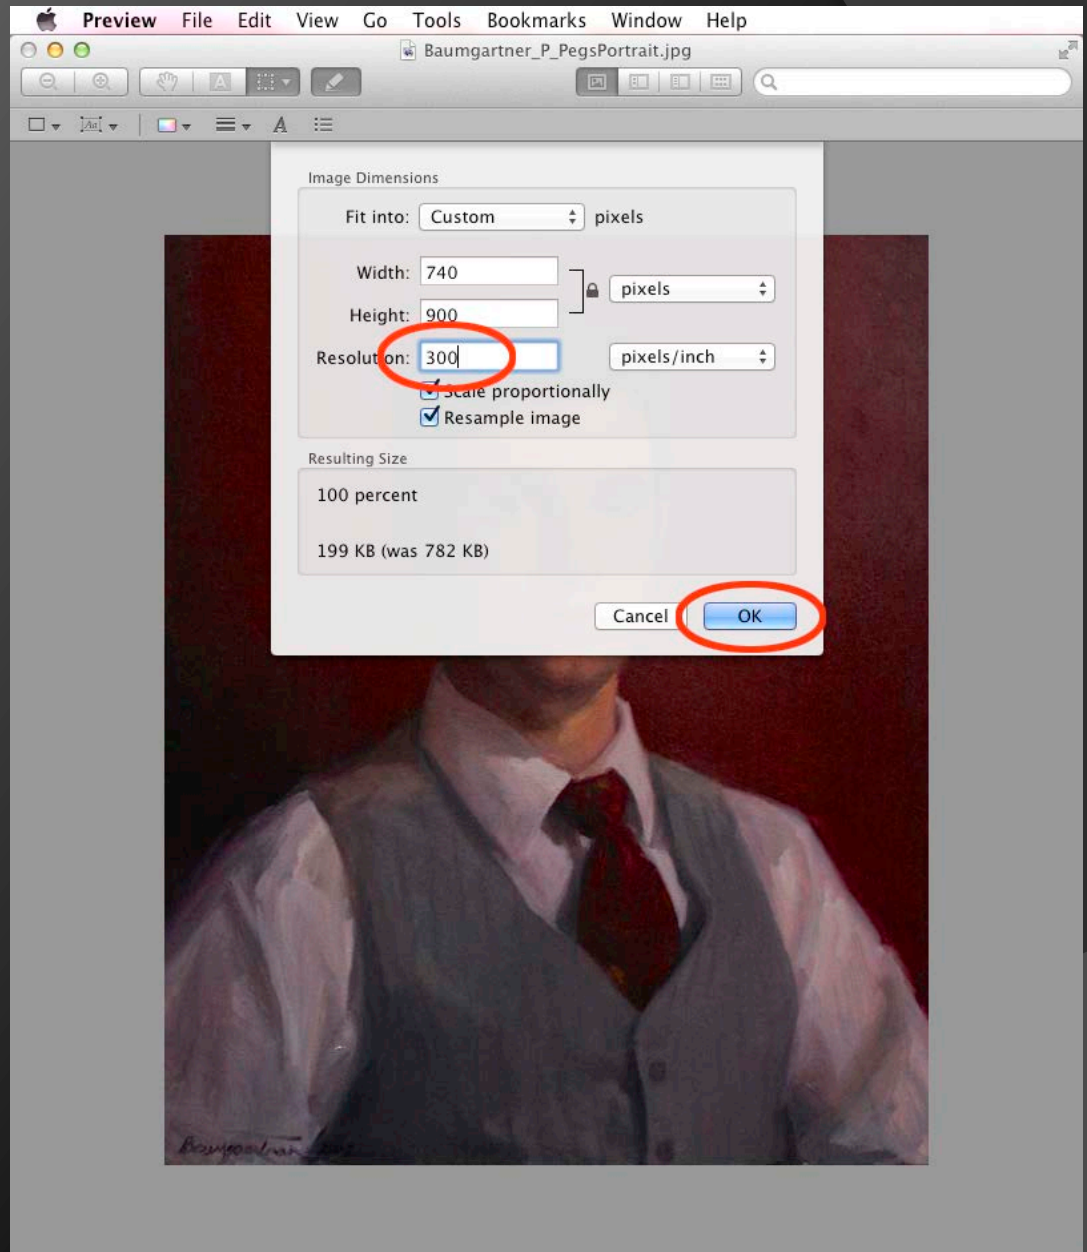 Preview File Edit View Go Tools Bookmarks Window Help
Baumgartner_P_PegsPortrait.jpg
A
Aa A
Image Dimensions
Fit into: Custom pixels
Width: 740
pixels
Height: 900
Resolution: 300 pixels/inch
Scale proportionally
Resample image
Resulting Size
100 percent
199 KB (was 782 KB)
Cancel OK